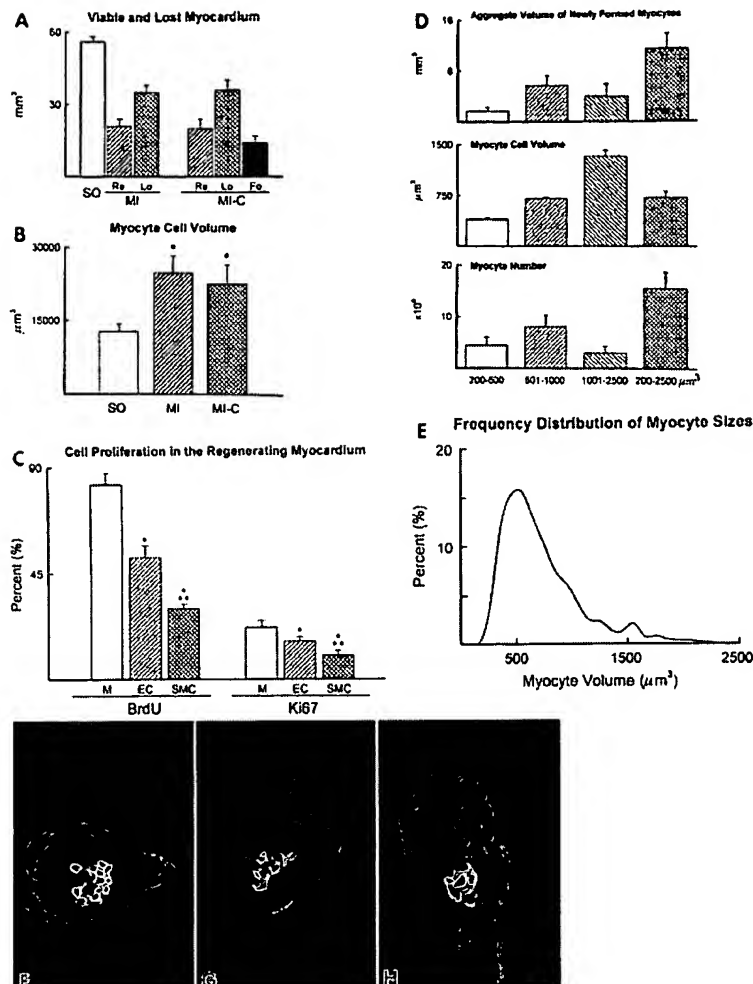 A
Viable and Lost Myocardium
60
30
mm³
SO
Re Lo
MI
Re Lo Fo
MI-C
B
Myocyte Cell Volume
30000
15000
μm³
SO MI MI-C
C
Cell Proliferation in the Regenerating Myocardium
90
45
Percent (%)
M EC SMC
BrdU
M EC SMC
Ki67
D
Aggregate Volume of Newly Formed Myocytes
16
8
mm³
Myocyte Cell Volume
1500
750
μm³
Myocyte Number
20
10
x10⁶
200-500 501-1000 1001-2500 200-2500 μm³
E
Frequency Distribution of Myocyte Sizes
20
10
Percent (%)
500 1500 2500
Myocyte Volume (μm³)
F G H